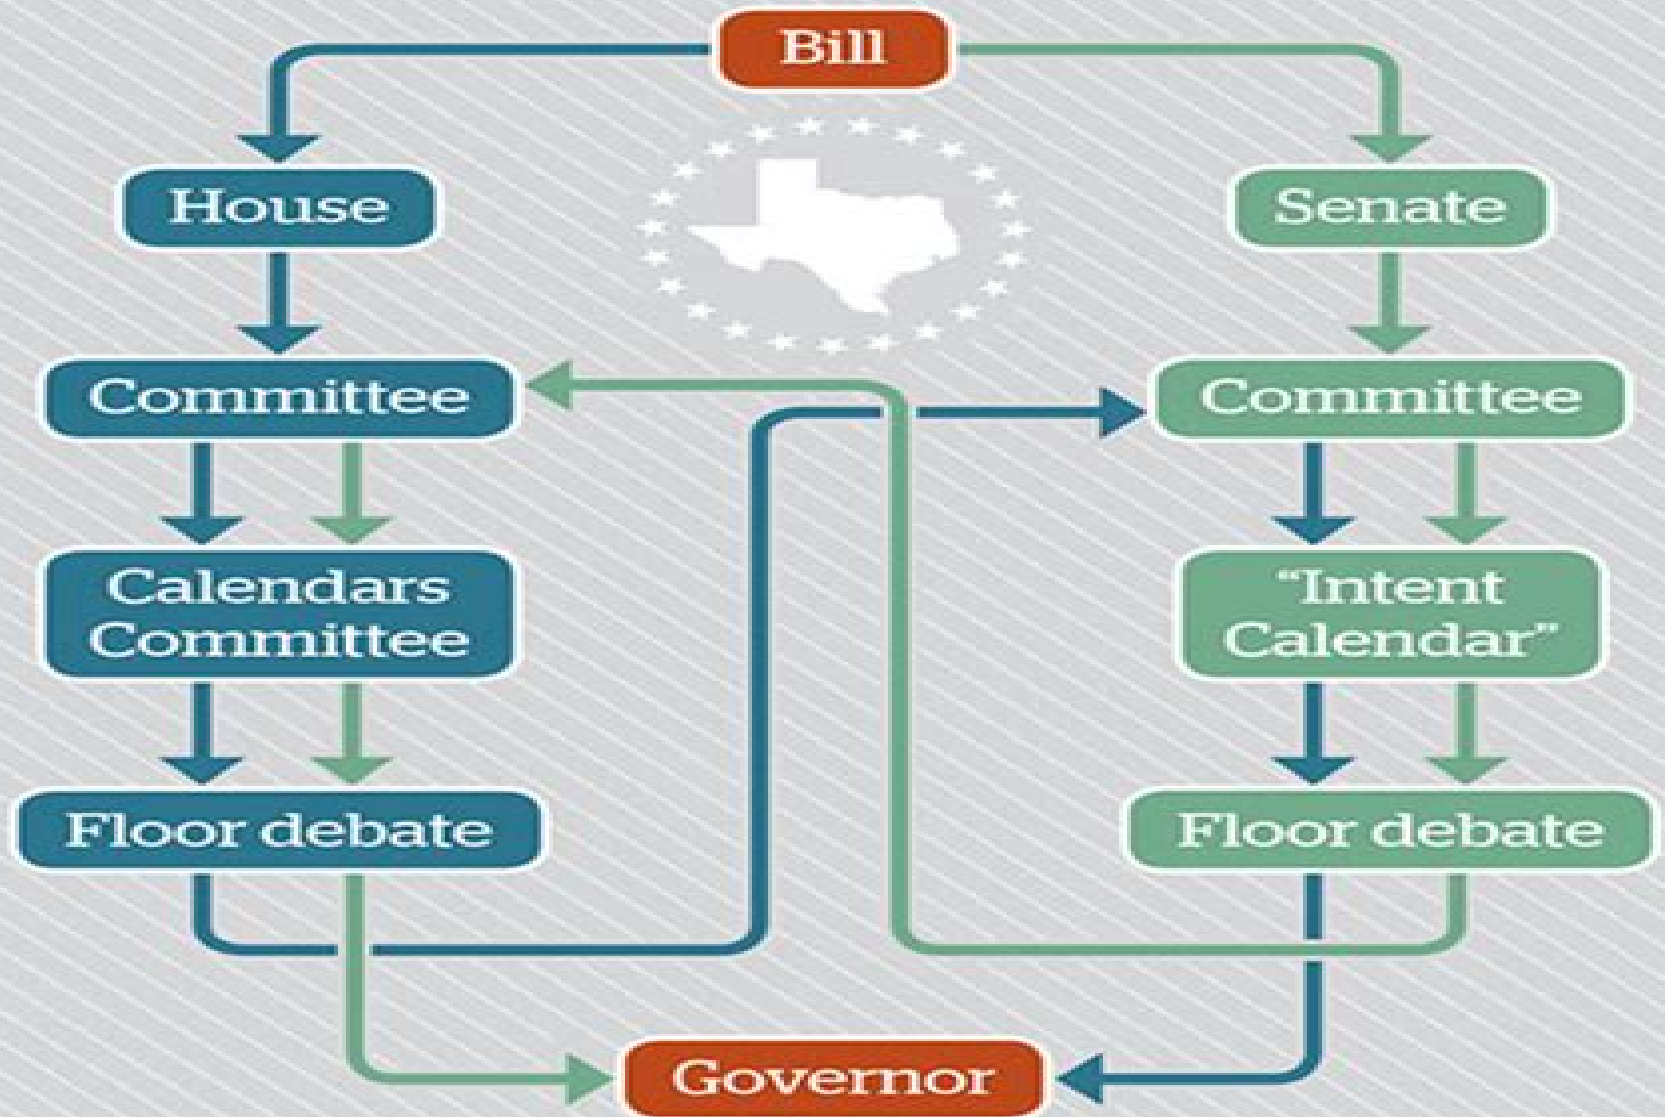 Bill
House
Senate
Committee
Committee
Calendars
Committee
“Intent
Calendar”
Floor debate
Floor debate
Governor